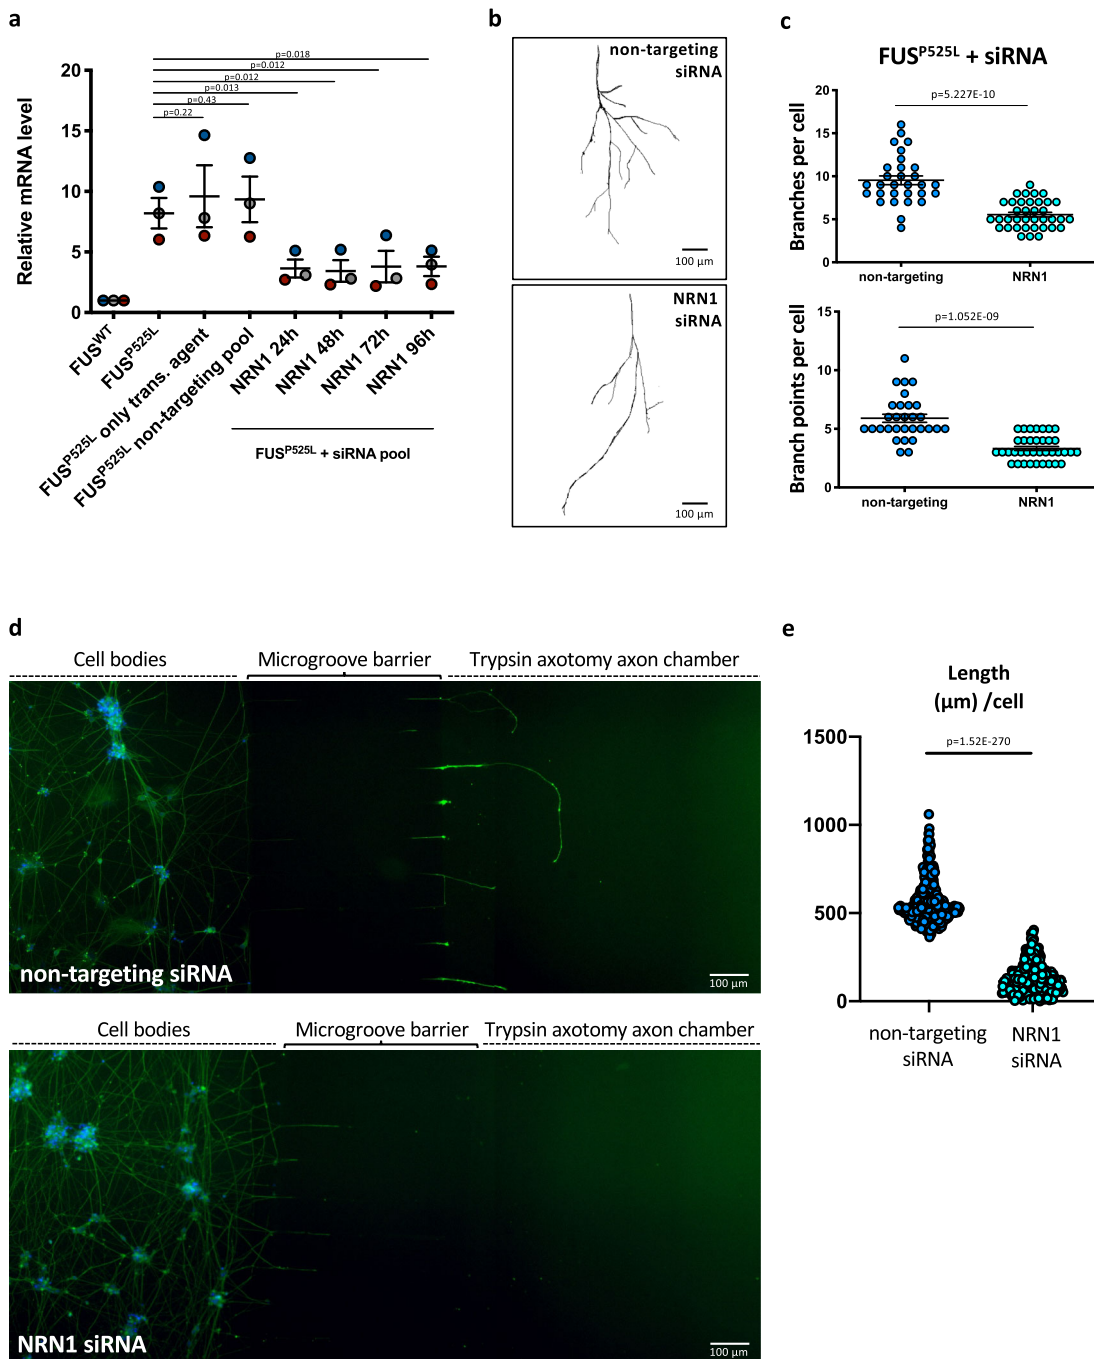 a
p=0.018
p=0.012
p=0.012
p=0.013
p=0.43
p=0.22
Relative mRNA level
20
15
10
5
0
FUSWT
FUSP525L
FUSP525L only trans. agent
FUSP525L non-targeting pool
NRN1 24h
NRN1 48h
NRN1 72h
NRN1 96h
FUSP525L + siRNA pool
b
non-targeting
siRNA
100 µm
NRN1
siRNA
100 µm
c
FUSP525L + siRNA
p=5.227E-10
Branches per cell
20
15
10
5
0
non-targeting
NRN1
p=1.052E-09
Branch points per cell
15
10
5
0
non-targeting
NRN1
d
Cell bodies
Microgroove barrier
Trypsin axotomy axon chamber
non-targeting siRNA
100 µm
Cell bodies
Microgroove barrier
Trypsin axotomy axon chamber
NRN1 siRNA
100 µm
e
Length
(µm) /cell
p=1.52E-270
1500
1000
500
0
non-targeting
siRNA
NRN1
siRNA